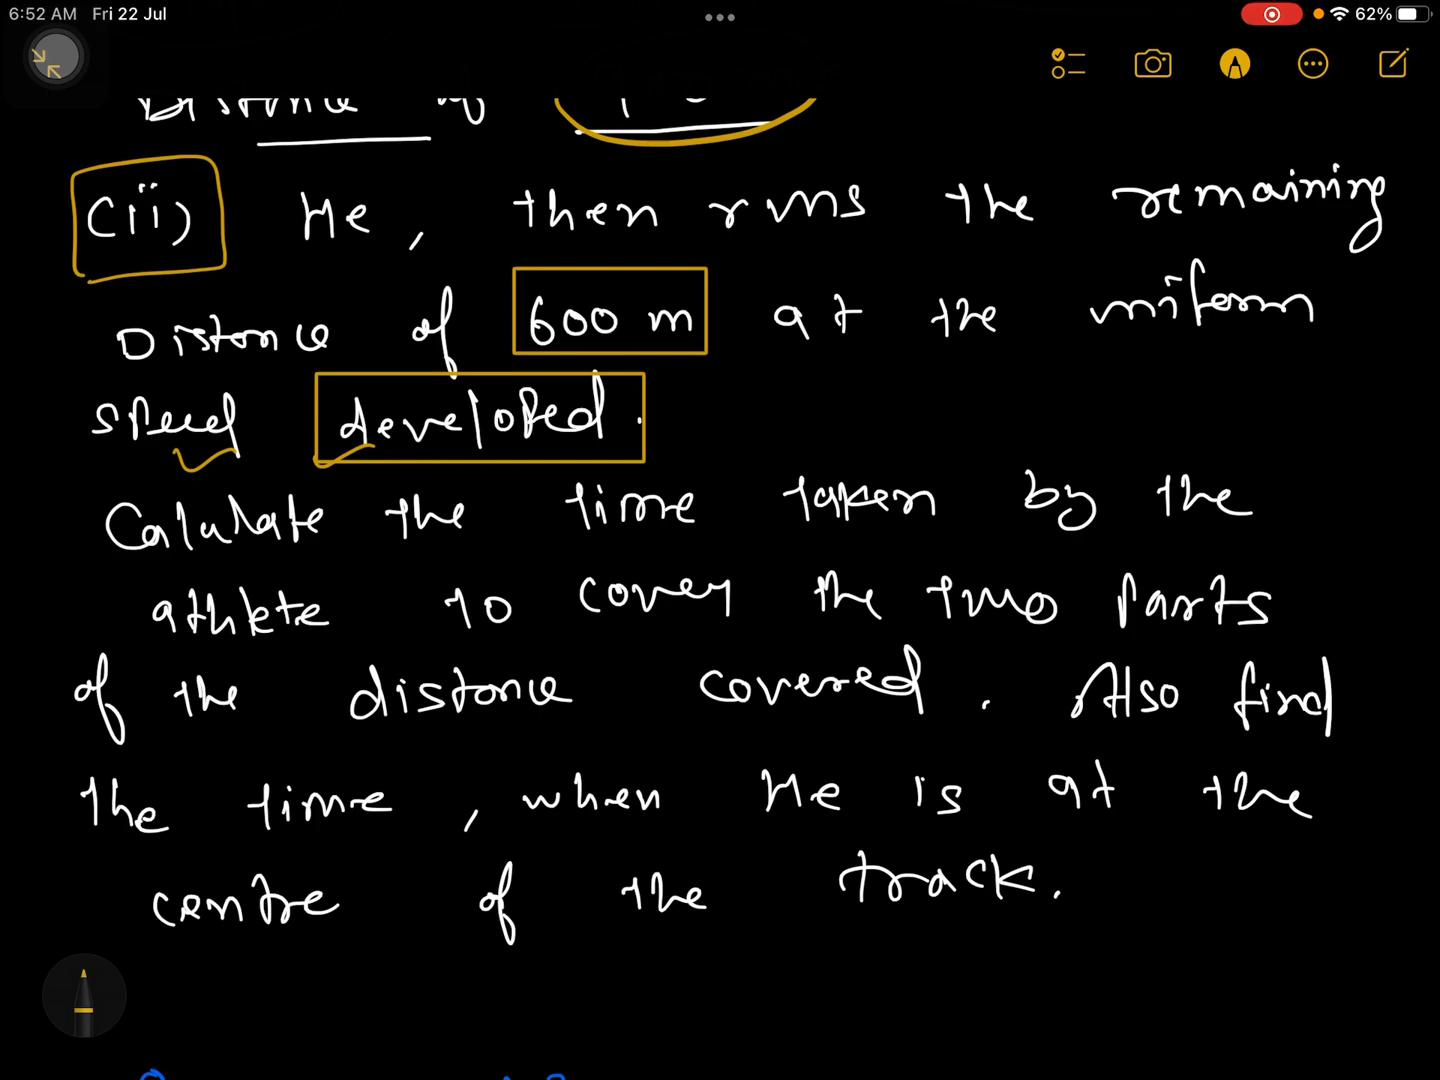 6:52 AM Fri 22 Jul
62%
Distance of
(ii) He, then runs the remaining
Distance of 600 m at the uniform
speed developed.
Calulate the time taken by the
athlete to cover the two parts
of the distance covered. Also find
the time, when He is at the
centre of the track.